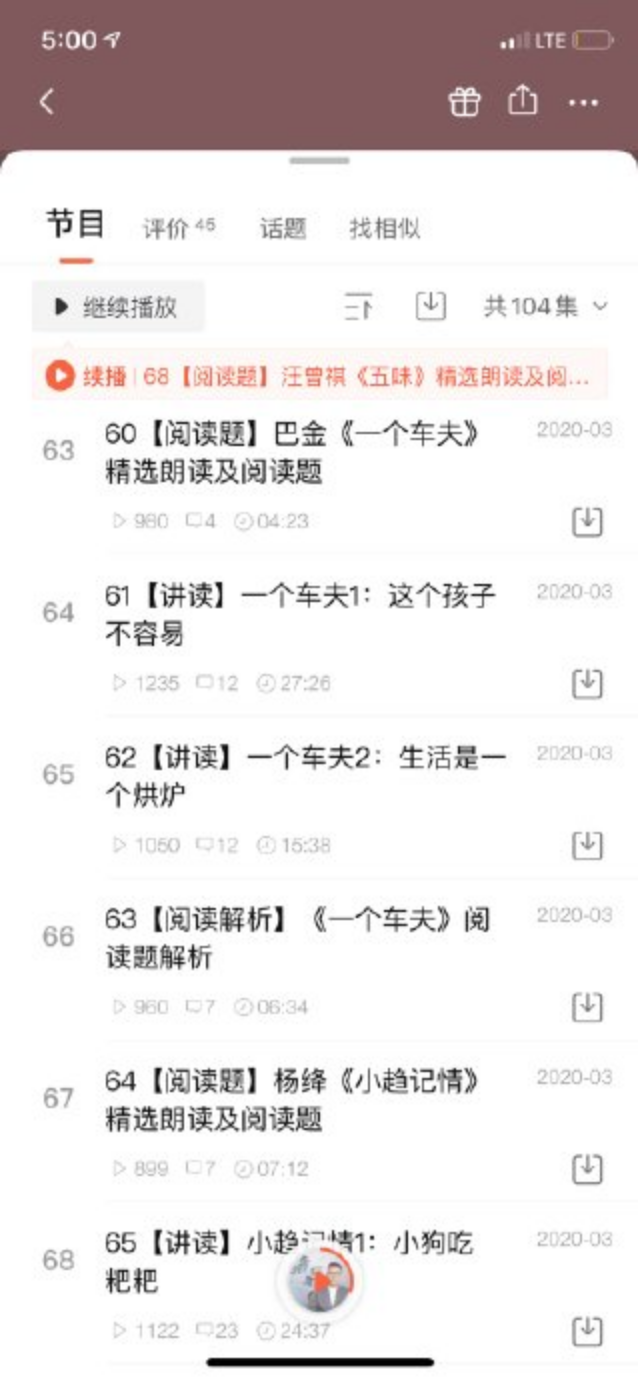 5:00
LTE
节目 评价 45 话题 找相似
继续播放 共104集
续播 | 68【阅读题】汪曾祺《五味》精选朗读及阅...
63 60【阅读题】巴金《一个车夫》 2020-03
精选朗读及阅读题
980 4 04:23
64 61【讲读】一个车夫1：这个孩子 2020-03
不容易
1235 12 27:26
65 62【讲读】一个车夫2：生活是一 2020-03
个烘炉
1050 12 15:38
66 63【阅读解析】《一个车夫》阅 2020-03
读题解析
960 7 06:34
67 64【阅读题】杨绛《小趋记情》 2020-03
精选朗读及阅读题
899 7 07:12
68 65【讲读】小趋记情1：小狗吃 2020-03
粑粑
1122 23 24:37